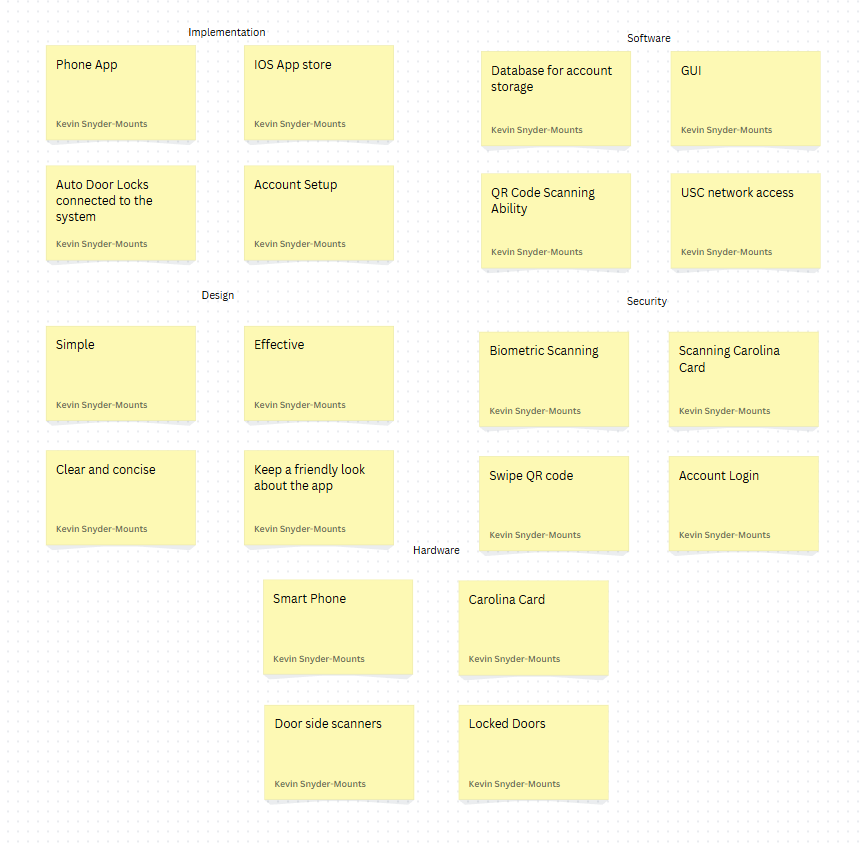 Implementation
Phone App
Kevin Snyder-Mounts
IOS App store
Kevin Snyder-Mounts
Auto Door Locks
connected to the
system
Kevin Snyder-Mounts
Account Setup
Kevin Snyder-Mounts
Software
Database for account
storage
Kevin Snyder-Mounts
GUI
Kevin Snyder-Mounts
QR Code Scanning
Ability
Kevin Snyder-Mounts
USC network access
Kevin Snyder-Mounts
Design
Simple
Kevin Snyder-Mounts
Effective
Kevin Snyder-Mounts
Clear and concise
Kevin Snyder-Mounts
Keep a friendly look
about the app
Kevin Snyder-Mounts
Security
Biometric Scanning
Kevin Snyder-Mounts
Scanning Carolina
Card
Kevin Snyder-Mounts
Swipe QR code
Kevin Snyder-Mounts
Account Login
Kevin Snyder-Mounts
Hardware
Smart Phone
Kevin Snyder-Mounts
Carolina Card
Kevin Snyder-Mounts
Door side scanners
Kevin Snyder-Mounts
Locked Doors
Kevin Snyder-Mounts